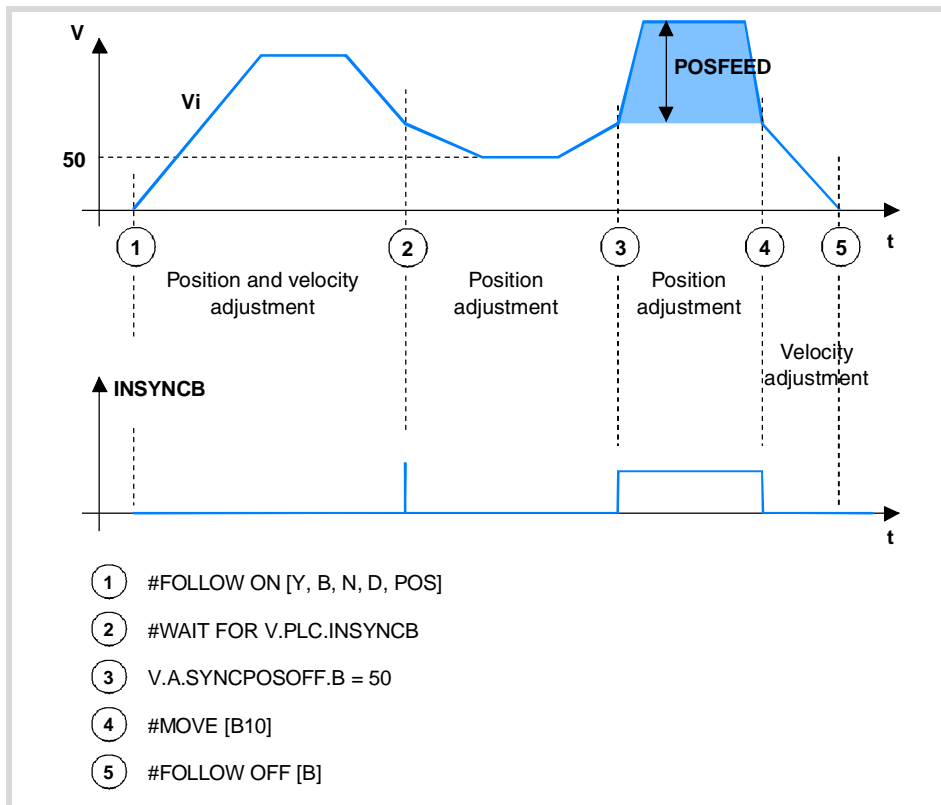 V
Vi
POSFEED
50
t
1
2
3
4
5
Position and velocity
adjustment
Position
adjustment
Position
adjustment
Velocity
adjustment
INSYNCB
t
1 #FOLLOW ON [Y, B, N, D, POS]
2 #WAIT FOR V.PLC.INSYNCB
3 V.A.SYNCPOSOFF.B = 50
4 #MOVE [B10]
5 #FOLLOW OFF [B]